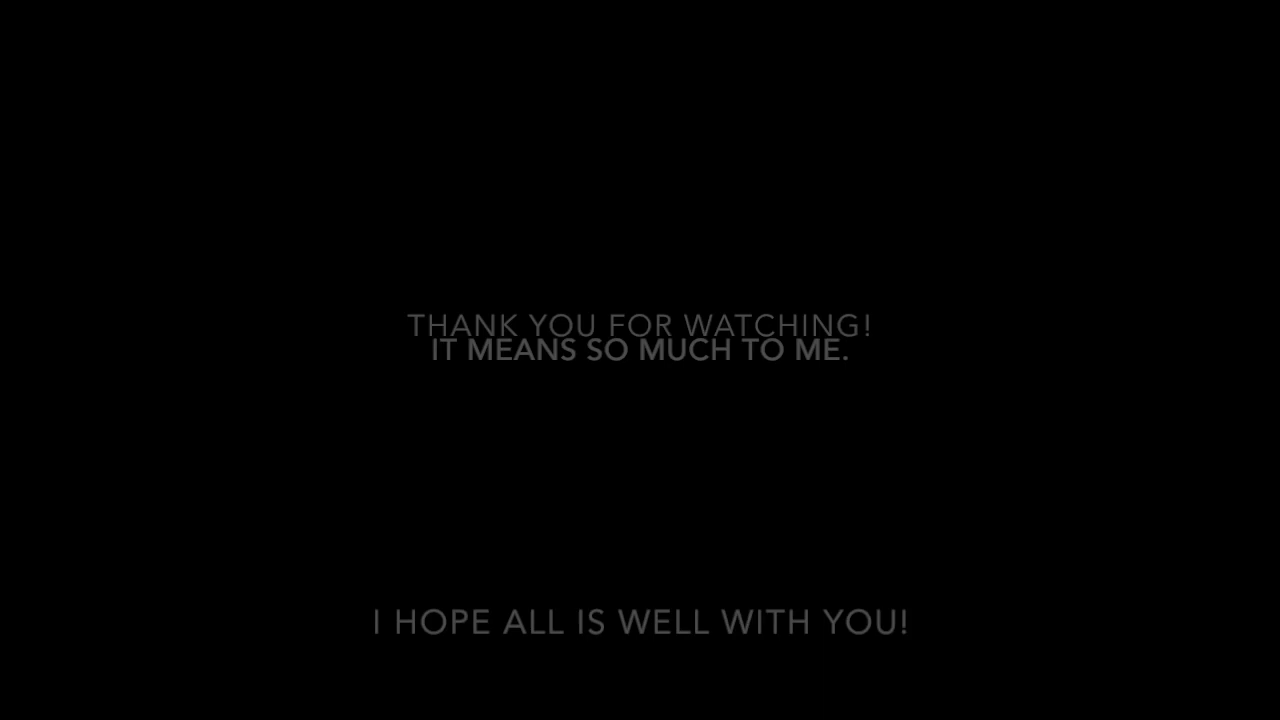 THANK YOU FOR WATCHING!
IT MEANS SO MUCH TO ME.
I HOPE ALL IS WELL WITH YOU!